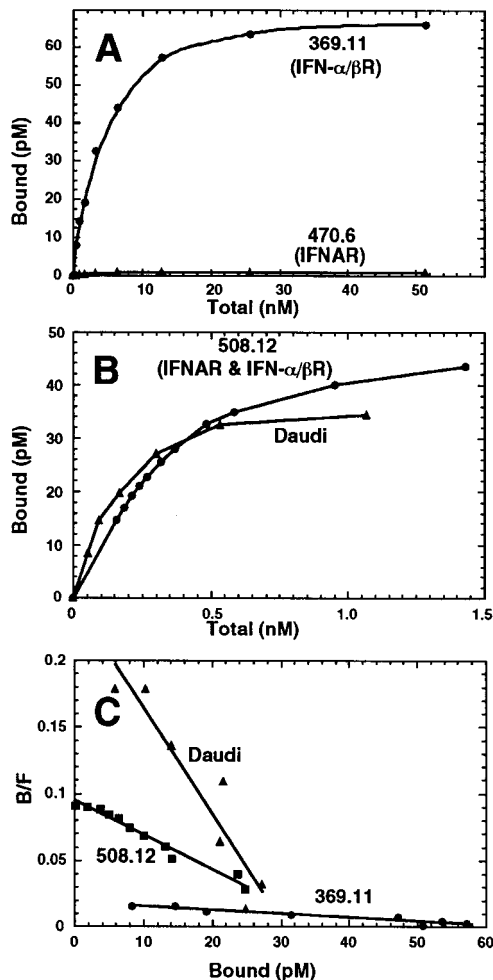 A
60
50
40
30
20
10
0
Bound (pM)
369.11
(IFN-α/βR)
470.6
(IFNAR)
0 10 20 30 40 50
Total (nM)
B
50
40
30
20
10
0
Bound (pM)
508.12
(IFNAR & IFN-α/βR)
Daudi
0 0.5 1.0 1.5
Total (nM)
C
0.2
0.15
0.1
0.05
0
B/F
Daudi
508.12
369.11
0 10 20 30 40 50 60
Bound (pM)